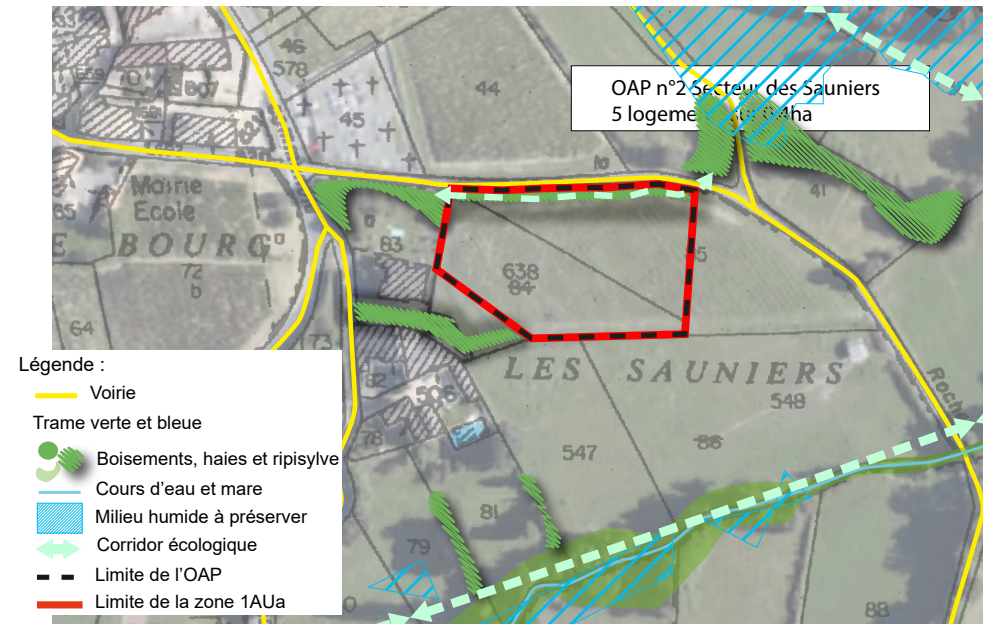 46
578
44
45
OAP n°2 Secteur des Sauniers
5 logeme
4ha
70
Mairie
Ecole
65
E BOURG
a
a
83
41
72
b
638
84
64
73
LES SAUNIERS
82
506
548
547
86
78
81
79
88
Roch
Légende :
Voirie
Trame verte et bleue
Boisements, haies et ripisylve
Cours d'eau et mare
Milieu humide à préserver
Corridor écologique
Limite de l'OAP
Limite de la zone 1AUa